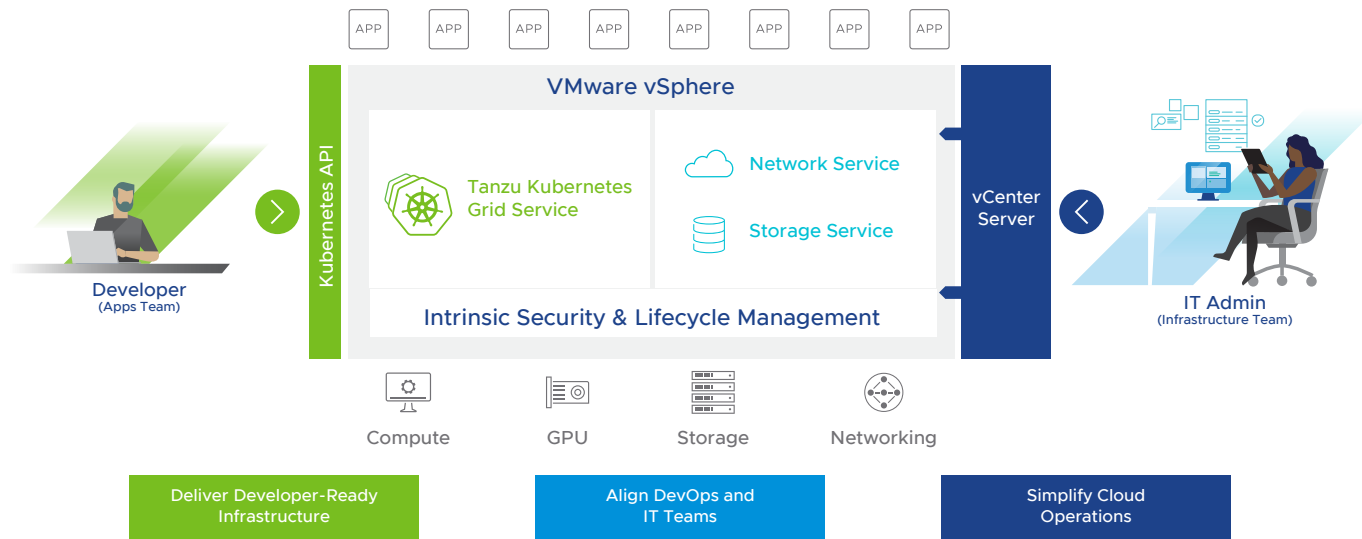 APP APP APP APP APP APP APP APP
VMware vSphere
Kubernetes API
Tanzu Kubernetes
Grid Service
Network Service
Storage Service
vCenter
Server
Developer
(Apps Team)
IT Admin
(Infrastructure Team)
Intrinsic Security & Lifecycle Management
Compute
GPU
Storage
Networking
Deliver Developer-Ready
Infrastructure
Align DevOps and
IT Teams
Simplify Cloud
Operations